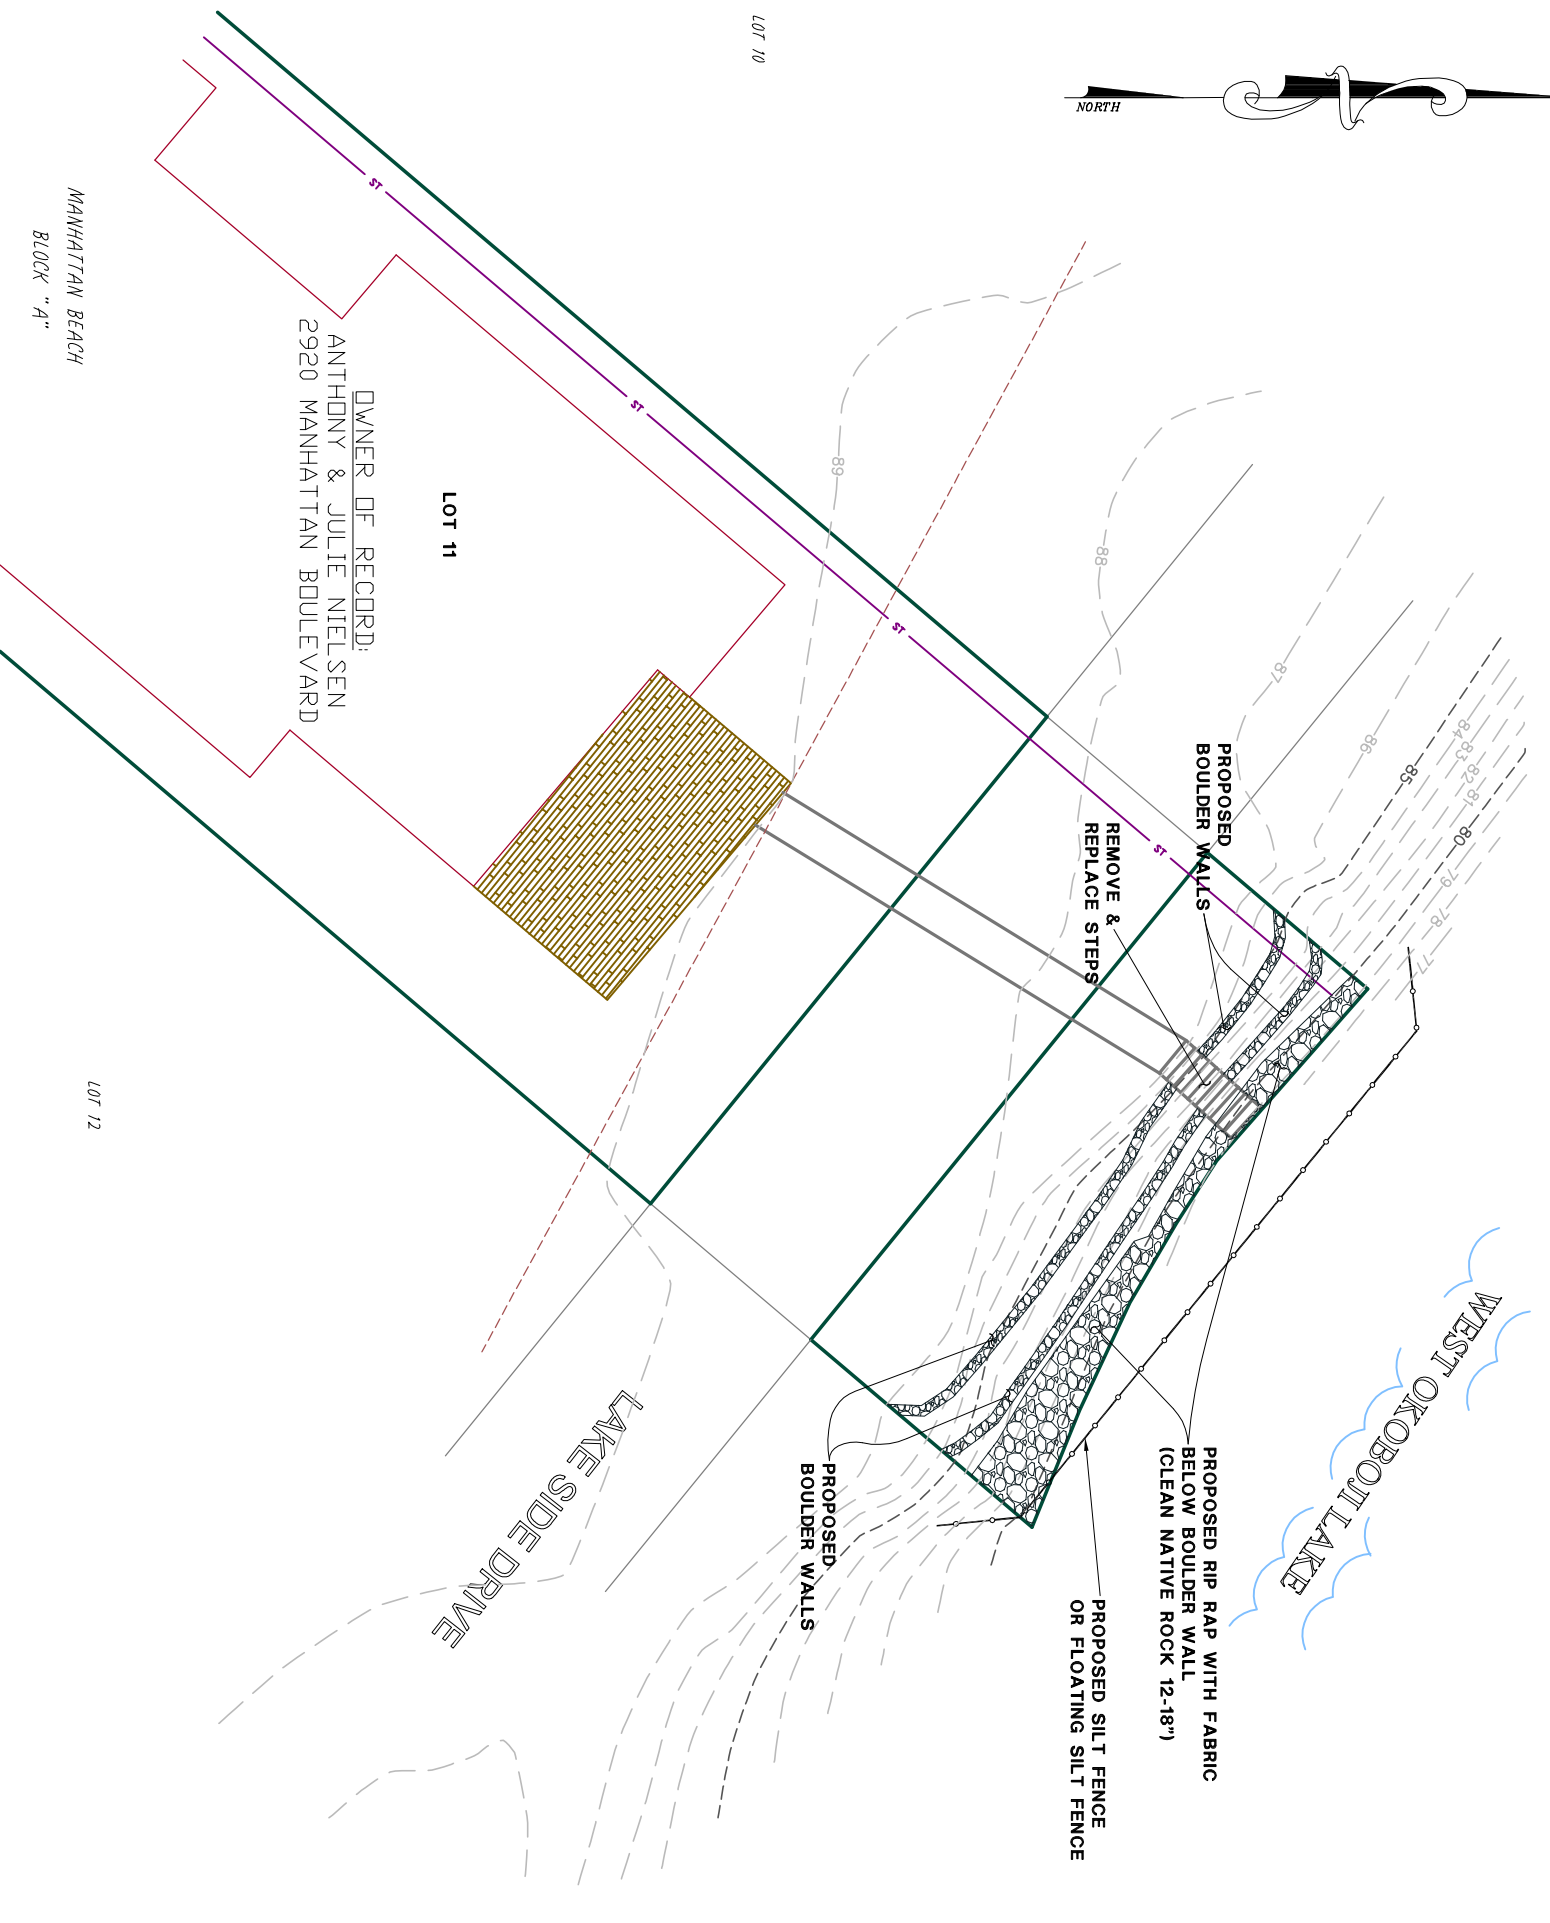 LOT 10
NORTH
MANHATTAN BEACH
BLOCK "A"
OWNER OF RECORD:
ANTHONY & JULIE NIELSEN
2920 MANHATTAN BOULEVARD
LOT 11
LOT 12
ST
ST
ST
ST
89
88
87
86
85
84
83
82
81
80
79
78
77
PROPOSED
BOULDER WALLS
REMOVE &
REPLACE STEPS
WEST OKOBOJI LAKE
PROPOSED RIP RAP WITH FABRIC
BELOW BOULDER WALL
(CLEAN NATIVE ROCK 12-18")
PROPOSED SILT FENCE
OR FLOATING SILT FENCE
PROPOSED
BOULDER WALLS
LAKE SIDE DRIVE